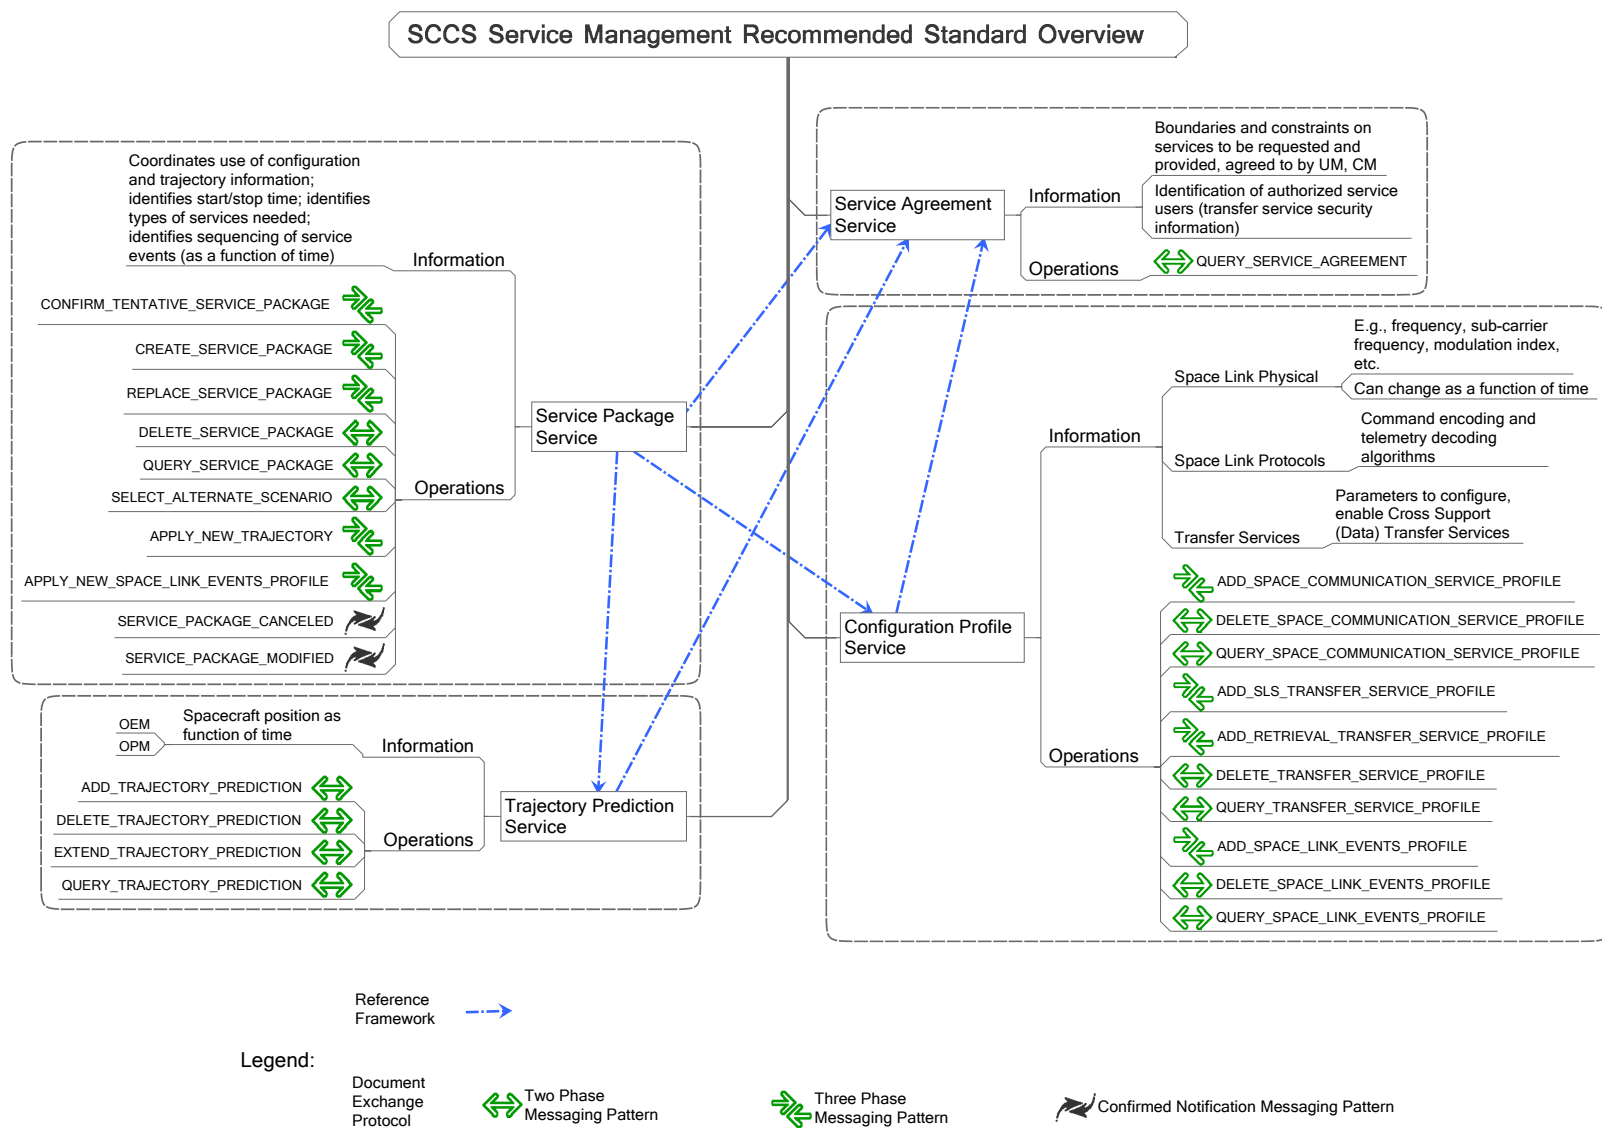 SCCS Service Management Recommended Standard Overview
Coordinates use of configuration
and trajectory information;
identifies start/stop time; identifies
types of services needed;
identifies sequencing of service
events (as a function of time)
Information
CONFIRM_TENTATIVE_SERVICE_PACKAGE
CREATE_SERVICE_PACKAGE
REPLACE_SERVICE_PACKAGE
DELETE_SERVICE_PACKAGE
QUERY_SERVICE_PACKAGE
SELECT_ALTERNATE_SCENARIO
APPLY_NEW_TRAJECTORY
APPLY_NEW_SPACE_LINK_EVENTS_PROFILE
SERVICE_PACKAGE_CANCELED
SERVICE_PACKAGE_MODIFIED
Operations
Service Package
Service
OEM
OPM
Spacecraft position as
function of time
Information
ADD_TRAJECTORY_PREDICTION
DELETE_TRAJECTORY_PREDICTION
EXTEND_TRAJECTORY_PREDICTION
QUERY_TRAJECTORY_PREDICTION
Operations
Trajectory Prediction
Service
Service Agreement
Service
Information
Boundaries and constraints on
services to be requested and
provided, agreed to by UM, CM
Identification of authorized service
users (transfer service security
information)
Operations
QUERY_SERVICE_AGREEMENT
Configuration Profile
Service
Information
Space Link Physical
E.g., frequency, sub-carrier
frequency, modulation index,
etc.
Can change as a function of time
Space Link Protocols
Command encoding and
telemetry decoding
algorithms
Transfer Services
Parameters to configure,
enable Cross Support
(Data) Transfer Services
Operations
ADD_SPACE_COMMUNICATION_SERVICE_PROFILE
DELETE_SPACE_COMMUNICATION_SERVICE_PROFILE
QUERY_SPACE_COMMUNICATION_SERVICE_PROFILE
ADD_SLS_TRANSFER_SERVICE_PROFILE
ADD_RETRIEVAL_TRANSFER_SERVICE_PROFILE
DELETE_TRANSFER_SERVICE_PROFILE
QUERY_TRANSFER_SERVICE_PROFILE
ADD_SPACE_LINK_EVENTS_PROFILE
DELETE_SPACE_LINK_EVENTS_PROFILE
QUERY_SPACE_LINK_EVENTS_PROFILE
Reference
Framework
Legend:
Document
Exchange
Protocol
Two Phase
Messaging Pattern
Three Phase
Messaging Pattern
Confirmed Notification Messaging Pattern